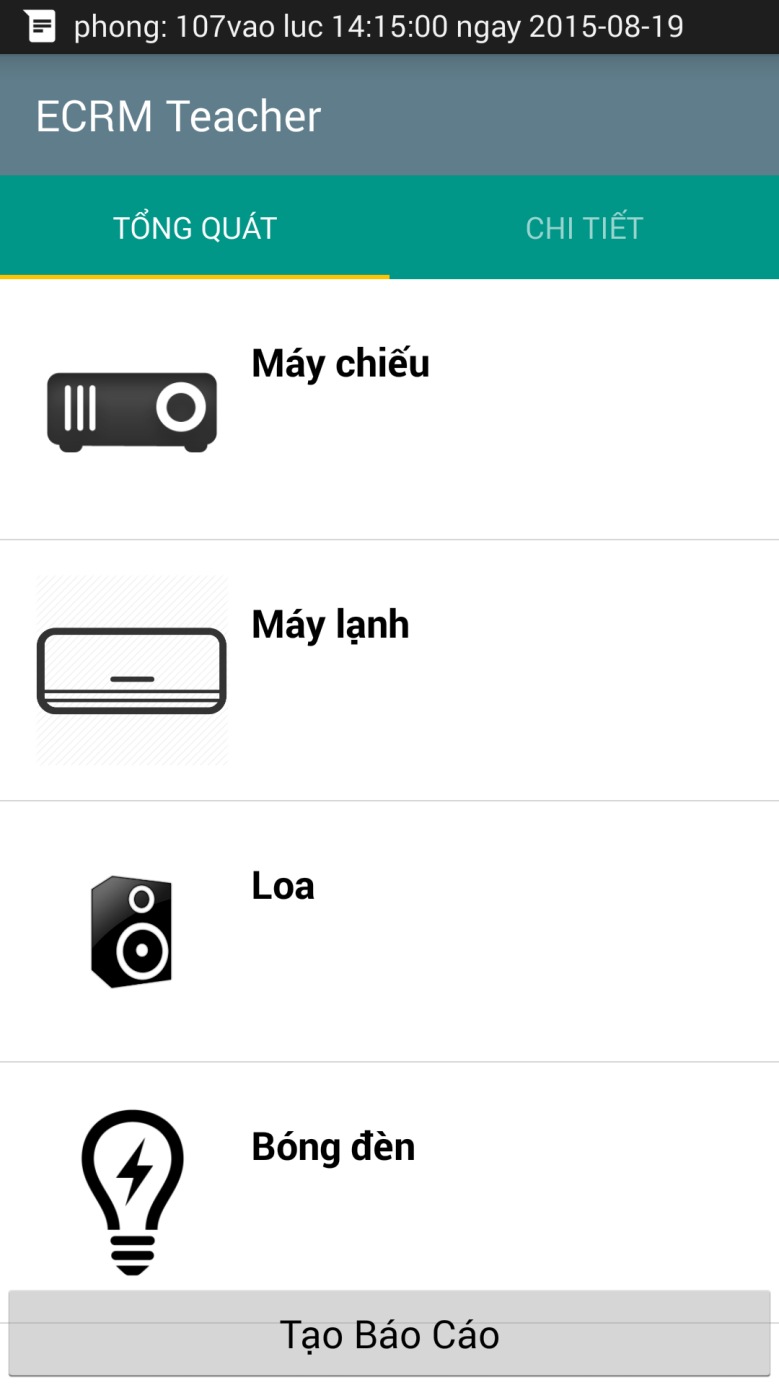 phong: 107vao luc 14:15:00 ngay 2015-08-19
ECRM Teacher
TỔNG QUÁT
CHI TIẾT
Máy chiếu
Máy lạnh
Loa
Bóng đèn
Tạo Báo Cáo